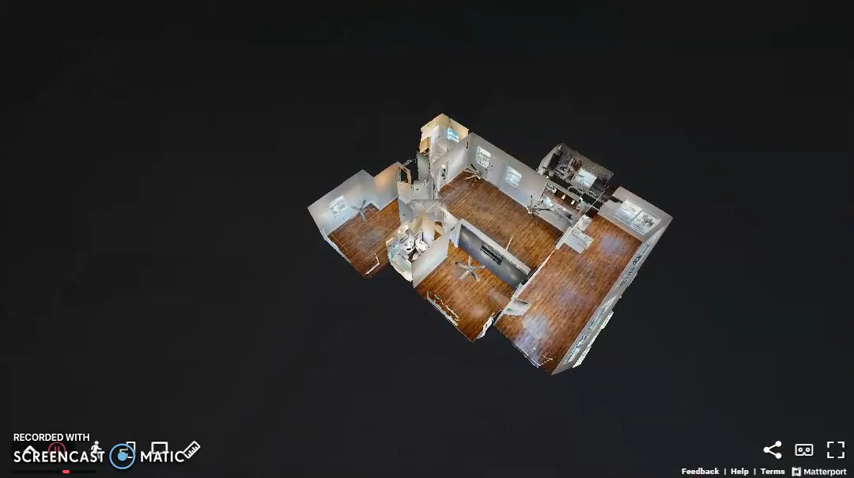 RECORDED WITH
SCREENCAST MATIC
Feedback | Help | Terms Matterport